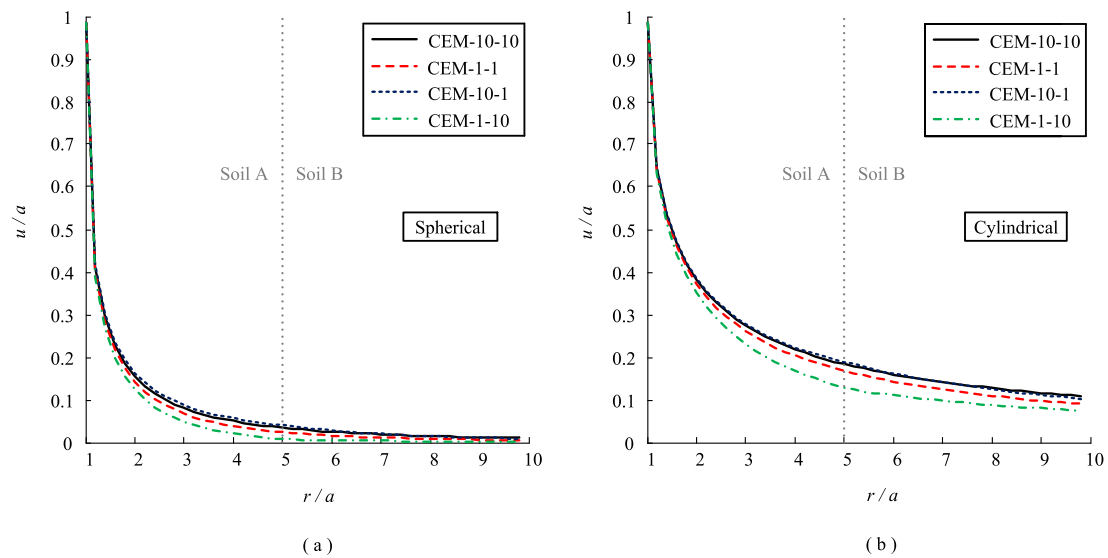 1
0.9
0.8
0.7
0.6
0.5
0.4
0.3
0.2
0.1
0
u / a
CEM-10-10
CEM-1-1
CEM-10-1
CEM-1-10
Soil A
Soil B
Spherical
1 2 3 4 5 6 7 8 9 10
r / a
( a )
1
0.9
0.8
0.7
0.6
0.5
0.4
0.3
0.2
0.1
0
u / a
CEM-10-10
CEM-1-1
CEM-10-1
CEM-1-10
Soil A
Soil B
Cylindrical
1 2 3 4 5 6 7 8 9 10
r / a
( b )